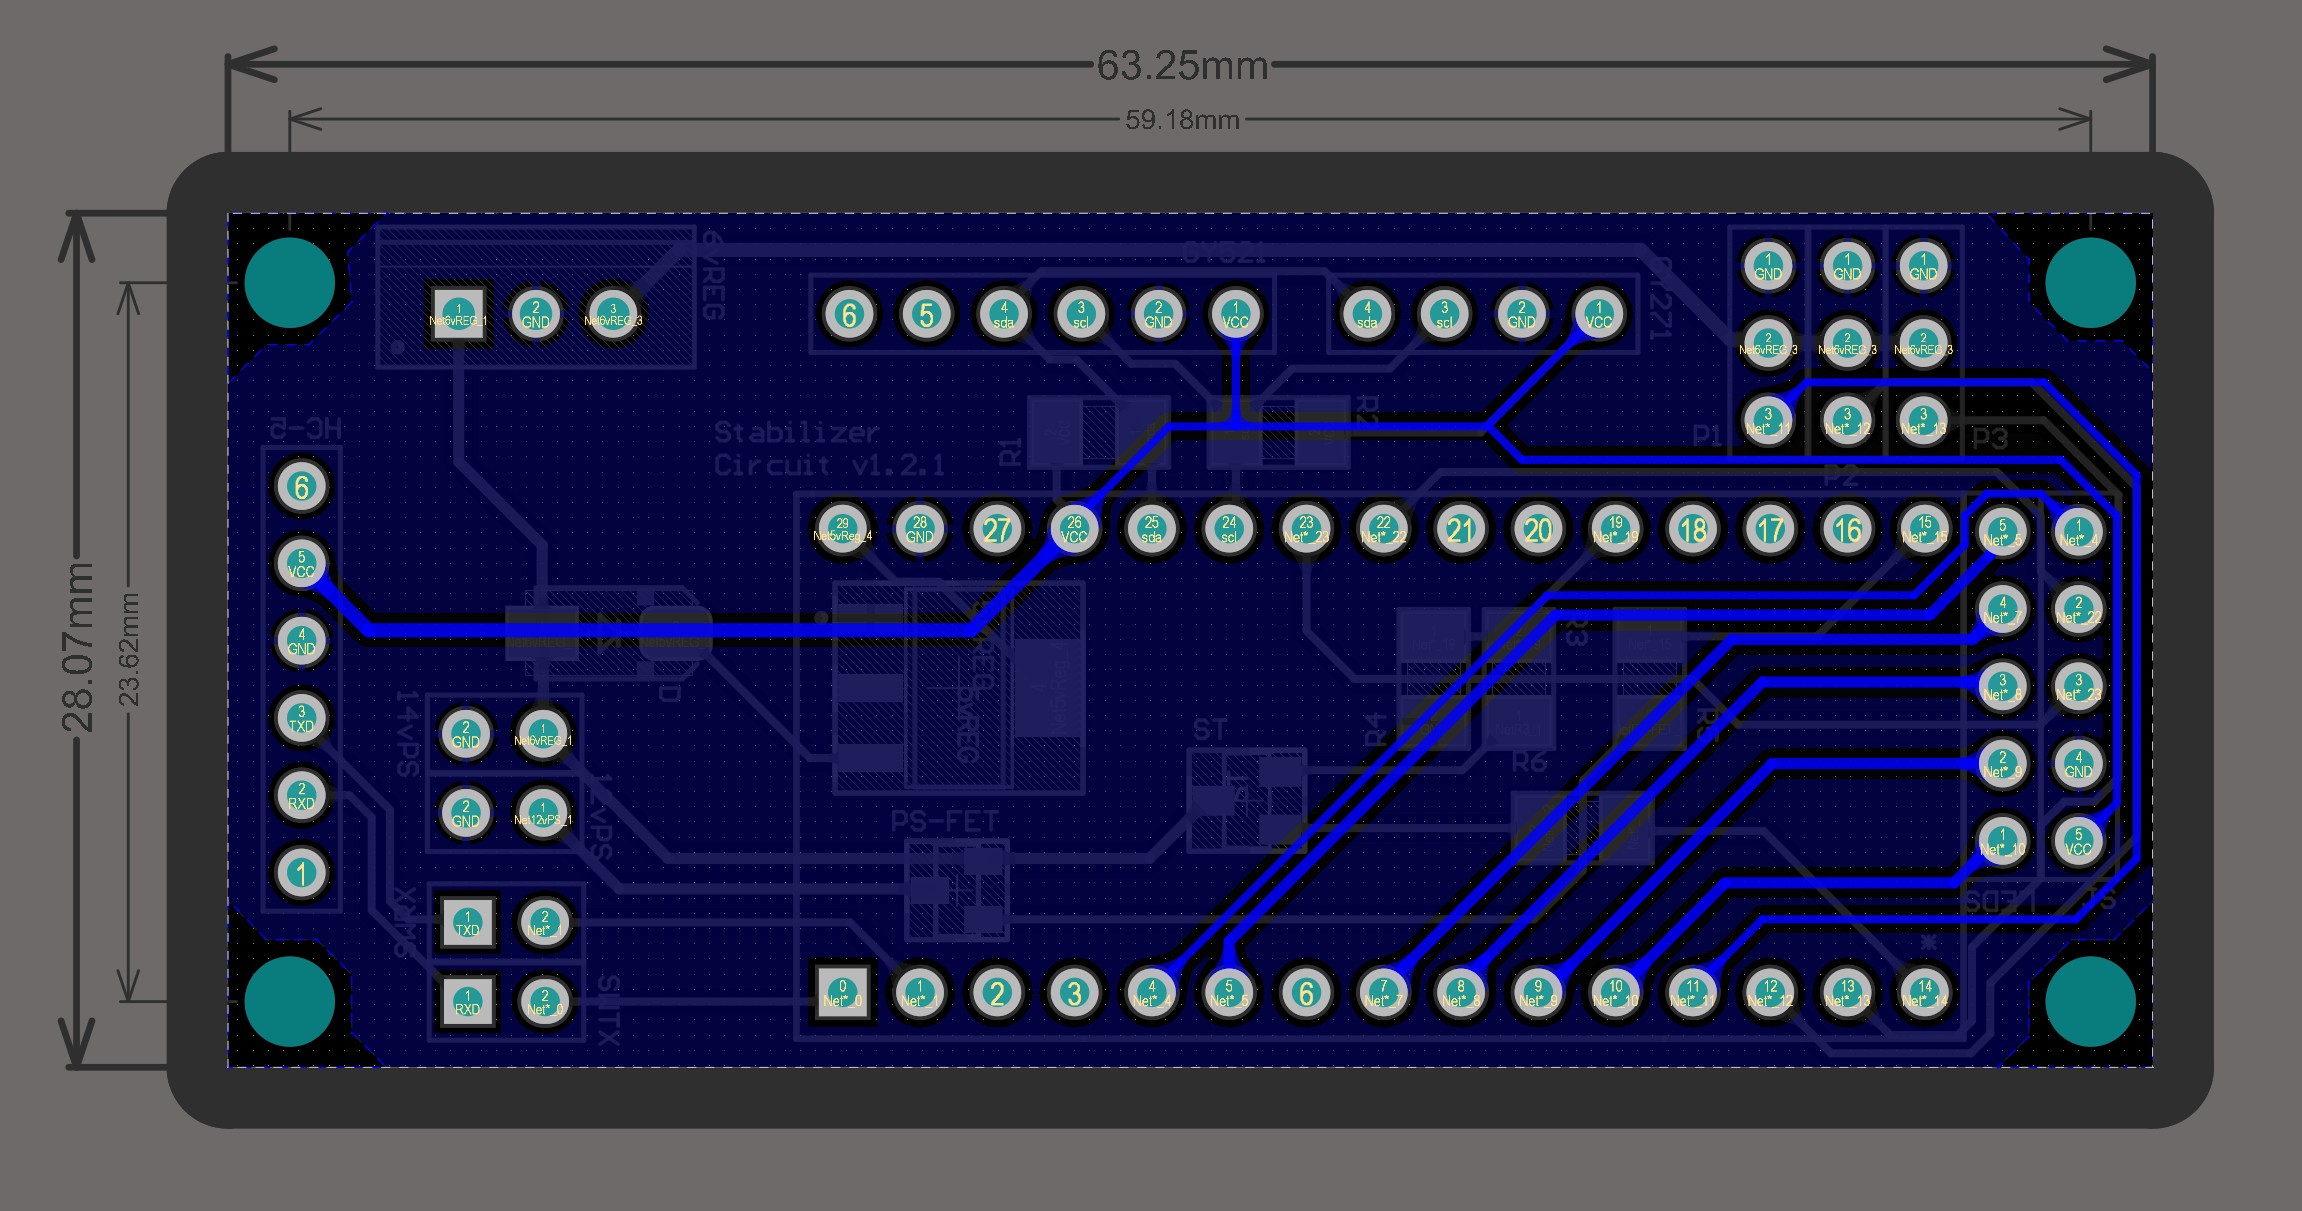 63.25mm
59.18mm
28.07mm
23.62mm
6vREG
1
Net6vREG_1
2
GND
3
Net6vREG_3
GY521
6
5
4
sda
3
scl
2
GND
1
VCC
GY271
4
sda
3
scl
2
GND
1
VCC
1
GND
1
GND
1
GND
2
Net6vREG_3
2
Net6vREG_3
2
Net6vREG_3
3
Net*_11
3
Net*_12
3
Net*_13
P1
P2
P3
HC-5
6
5
VCC
4
GND
3
TXD
2
RXD
1
Stabilizer
Circuit v1.2.1
R1
R2
29
Net5vReg_4
28
GND
27
26
VCC
25
sda
24
scl
23
Net*_23
22
Net*_22
21
20
19
Net*_19
18
17
16
15
Net*_15
5
Net*_5
1
Net*_4
4
Net*_7
2
Net*_22
3
Net*_8
3
Net*_23
2
Net*_9
4
GND
1
Net*_10
5
VCC
LEDS
D
5vREG
R3
R4
R6
ST
PS-FET
14vPS
2
GND
1
Net6vREG_1
12vPS
2
GND
1
Net12vPS_1
1
TXD
2
Net*_1
SWTX
1
RXD
2
Net*_0
0
Net*_0
1
Net*_1
2
3
4
Net*_4
5
Net*_5
6
7
Net*_7
8
Net*_8
9
Net*_9
10
Net*_10
11
Net*_11
12
Net*_12
13
Net*_13
14
Net*_14
*